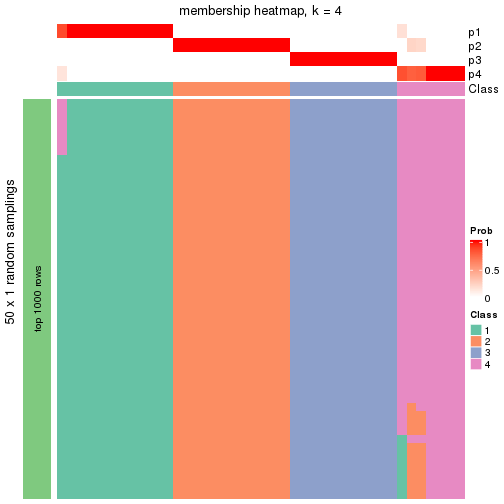 membership heatmap, k = 4
p1
p2
p3
p4
Class
50 x 1 random samplings
top 1000 rows
Prob
1
0.5
0
Class
1
2
3
4